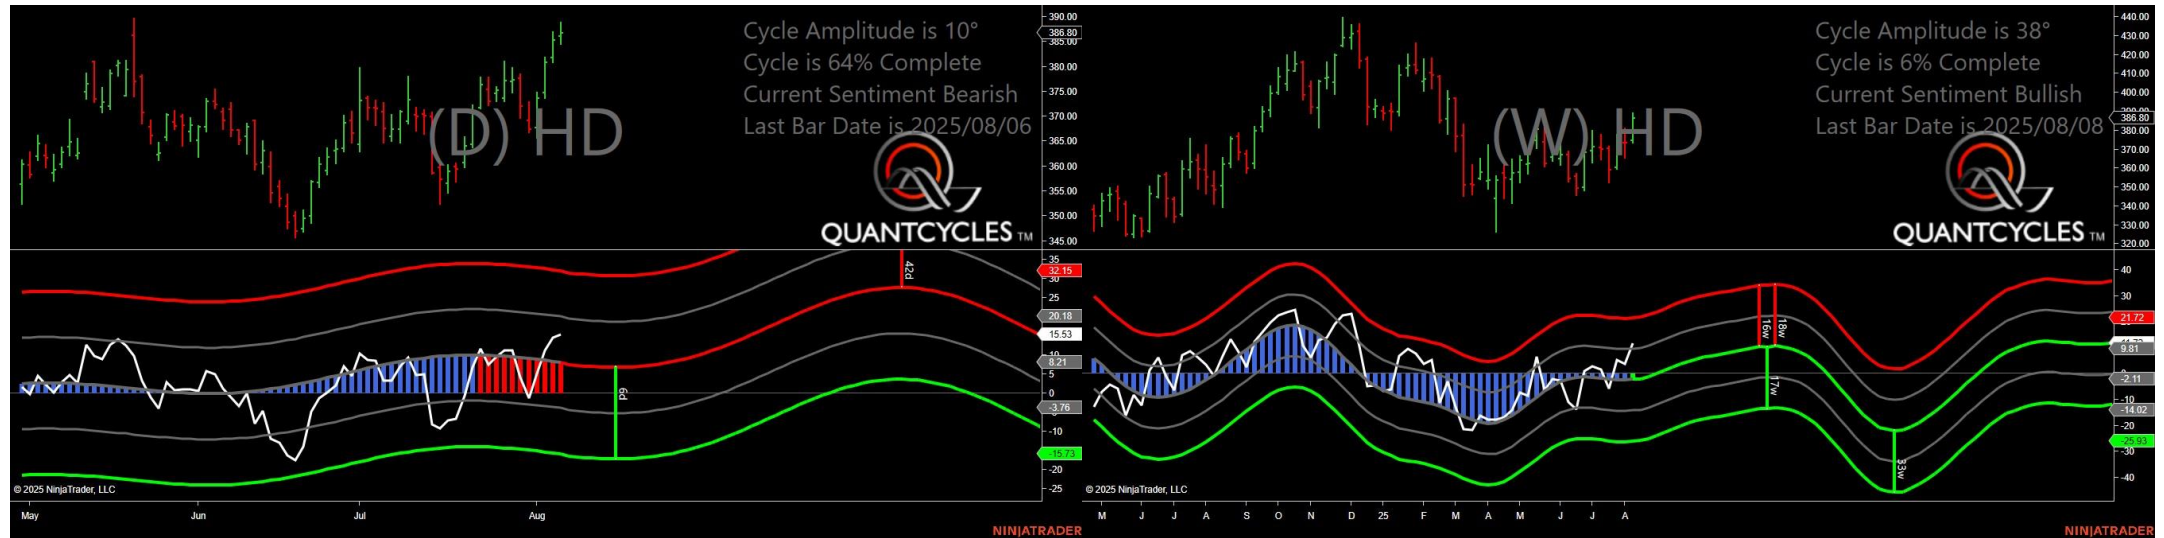 Cycle Amplitude is 10°
Cycle is 64% Complete
Current Sentiment Bearish
Last Bar Date is 2025/08/06
(D) HD
QUANTCYCLES TM
390.00
386.80
385.00
380.00
375.00
370.00
365.00
360.00
355.00
350.00
345.00
42d
6d
35
32.15
30
25
20.18
15.53
10
8.21
5
0
-3.76
-10
-15.73
-20
-25
© 2025 NinjaTrader, LLC
May
Jun
Jul
Aug
NINJATRADER
Cycle Amplitude is 38°
Cycle is 6% Complete
Current Sentiment Bullish
Last Bar Date is 2025/08/08
(W) HD
QUANTCYCLES TM
440.00
430.00
420.00
410.00
400.00
386.80
380.00
370.00
360.00
350.00
340.00
330.00
320.00
16w
18w
17w
33w
40
30
21.72
9.81
-2.11
-10
-14.02
-20
-25.93
-30
-40
© 2025 NinjaTrader, LLC
M
J
J
A
S
O
N
D
25
F
M
A
M
J
J
A
NINJATRADER